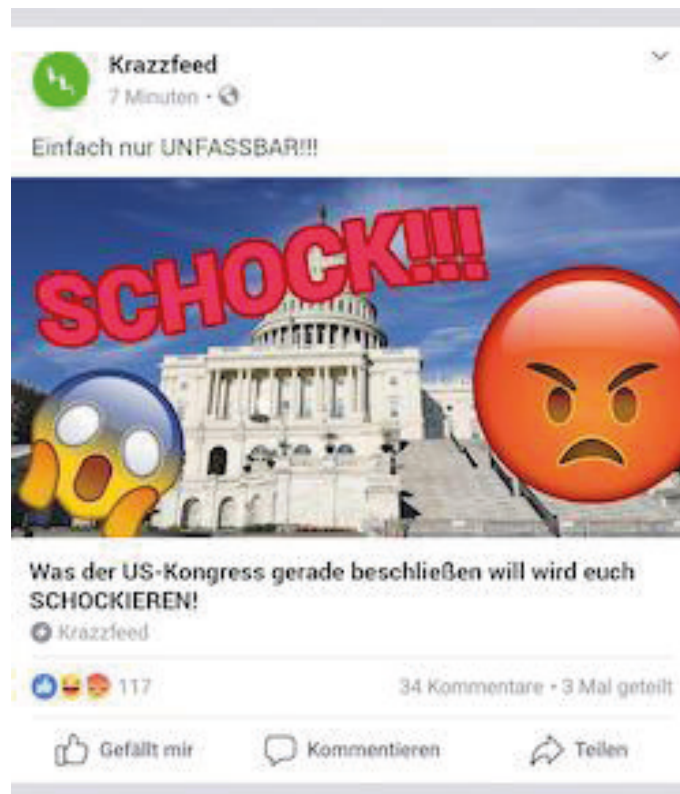 Krazzfeed
7 Minuten ·
Einfach nur UNFASSBAR!!!
SCHOCK!!!
Was der US-Kongress gerade beschließen will wird euch
SCHOCKIEREN!
Krazzfeed
117
34 Kommentare • 3 Mal geteilt
Gefällt mir
Kommentieren
Teilen